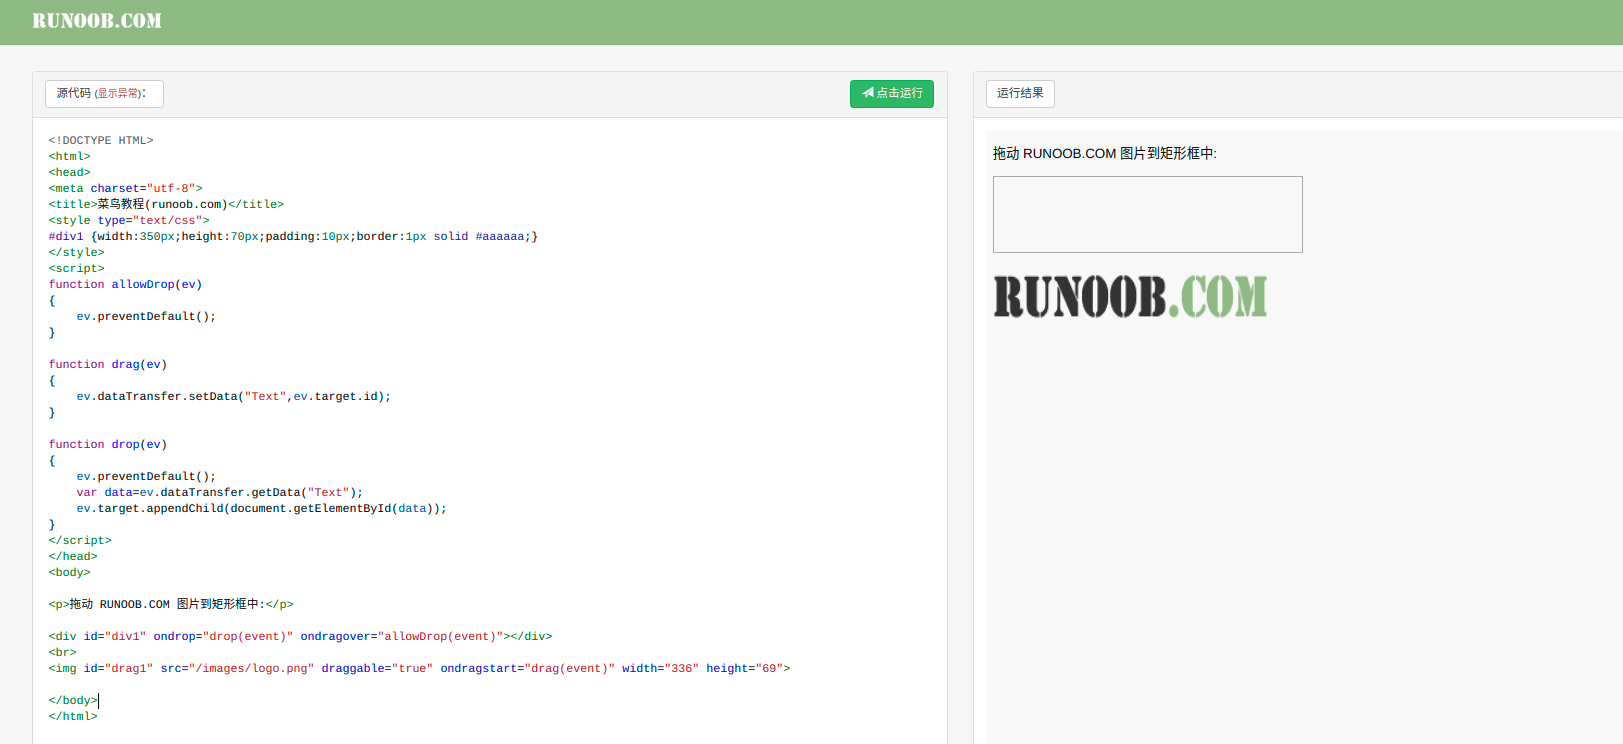 RUNOOB.COM
源代码 (显示异常)：
点击运行
<!DOCTYPE HTML>
<html>
<head>
<meta charset="utf-8">
<title>菜鸟教程(runoob.com)</title>
<style type="text/css">
#div1 {width:350px;height:70px;padding:10px;border:1px solid #aaaaaa;}
</style>
<script>
function allowDrop(ev)
{
    ev.preventDefault();
}

function drag(ev)
{
    ev.dataTransfer.setData("Text",ev.target.id);
}

function drop(ev)
{
    ev.preventDefault();
    var data=ev.dataTransfer.getData("Text");
    ev.target.appendChild(document.getElementById(data));
}
</script>
</head>
<body>

<p>拖动 RUNOOB.COM 图片到矩形框中:</p>

<div id="div1" ondrop="drop(event)" ondragover="allowDrop(event)"></div>
<br>
<img id="drag1" src="/images/logo.png" draggable="true" ondragstart="drag(event)" width="336" height="69">

</body>
</html>
运行结果
拖动 RUNOOB.COM 图片到矩形框中:
RUNOOB.COM